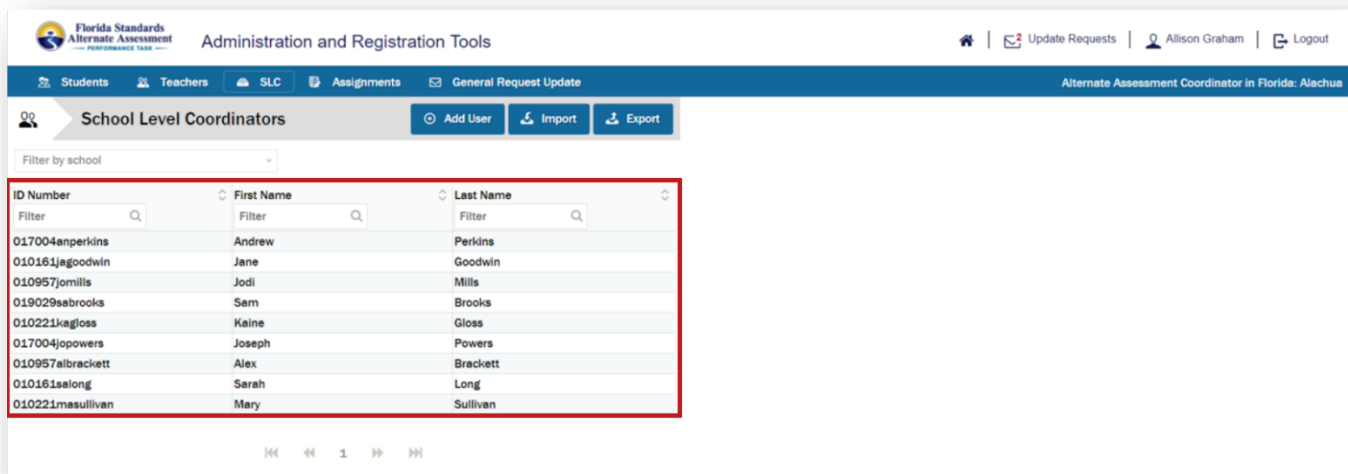 Florida Standards
Alternate Assessment
PERFORMANCE TASK
Administration and Registration Tools
2 Update Requests
Allison Graham
Logout
Students Teachers SLC Assignments General Request Update
Alternate Assessment Coordinator in Florida: Alachua
School Level Coordinators
Add User Import Export
Filter by school
ID Number First Name Last Name
Filter Filter Filter
017004anperkins Andrew Perkins
010161jagoodwin Jane Goodwin
010957jomills Jodi Mills
019029sabrooks Sam Brooks
010221kagloss Kaine Gloss
017004jopowers Joseph Powers
010957albrackett Alex Brackett
010161salong Sarah Long
010221masullivan Mary Sullivan
1